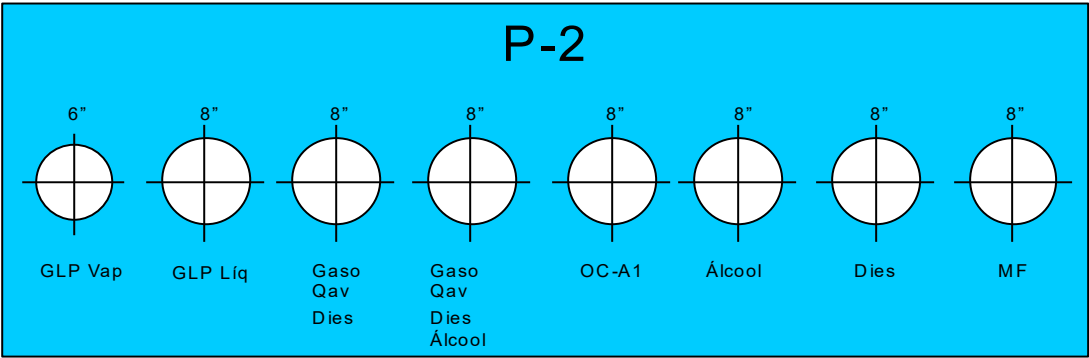 P-2
6” 8” 8” 8” 8” 8” 8” 8”
GLP Vap GLP Líq Gaso Gaso OC-A1 Álcool Dies MF
Qav Qav
Dies Dies
Álcool